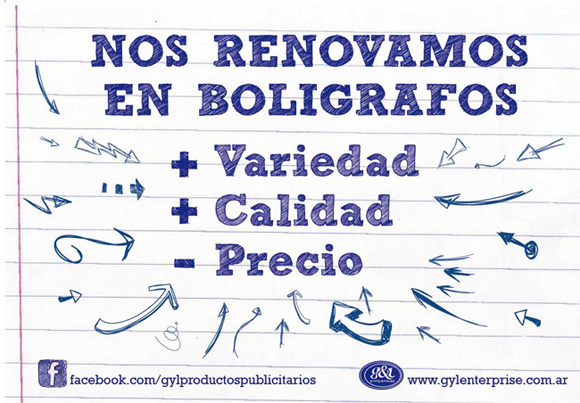 NOS RENOVAMOS
EN BOLIGRAFOS
+ Variedad
+ Calidad
- Precio
f facebook.com/gylproductospublicitarios g&l www.gylenterprise.com.ar